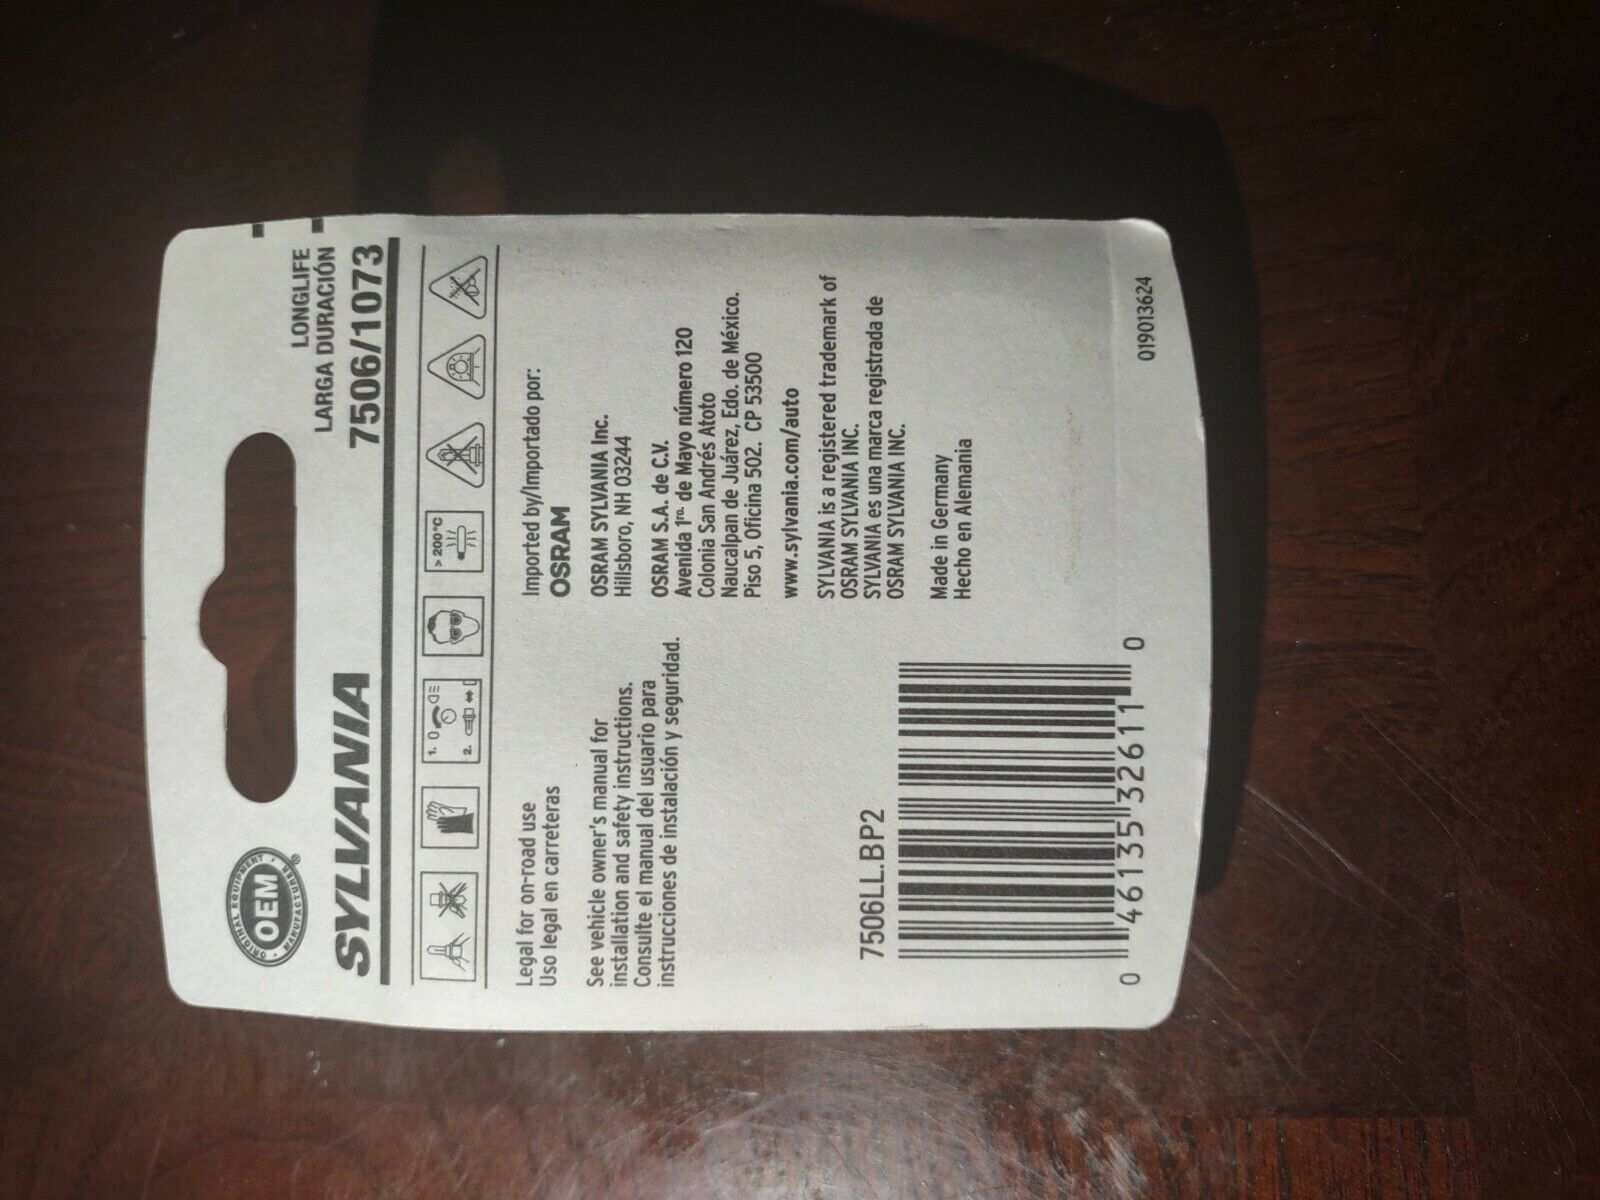 ORIGINAL EQUIPMENT
OEM
MANUFACTURER
®
LONGLIFE
LARGA DURACIÓN
SYLVANIA
7506/1073
1. 0
2.
> 200 °C
Legal for on-road use
Uso legal en carreteras
See vehicle owner's manual for
installation and safety instructions.
Consulte el manual del usuario para
instrucciones de instalación y seguridad.
Imported by/Importado por:
OSRAM
OSRAM SYLVANIA Inc.
Hillsboro, NH 03244
OSRAM S.A. de C.V.
Avenida 1ro. de Mayo número 120
Colonia San Andrés Atoto
Naucalpan de Juárez, Edo. de México.
Piso 5, Oficina 502. CP 53500
www.sylvania.com/auto
SYLVANIA is a registered trademark of
OSRAM SYLVANIA INC.
SYLVANIA es una marca registrada de
OSRAM SYLVANIA INC.
Made in Germany
Hecho en Alemania
7506LL.BP2
0 46135 32611 0
019013624